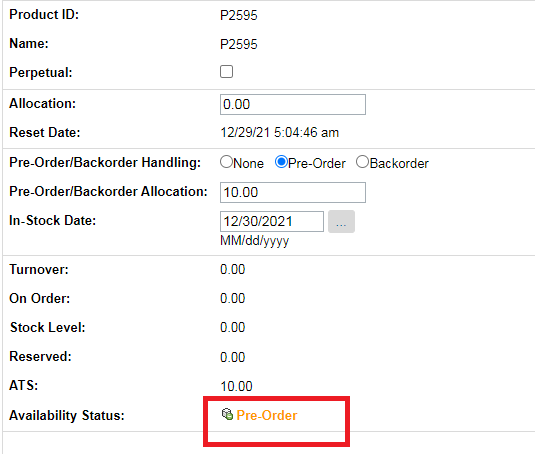 Product ID: P2595
Name: P2595
Perpetual:
Allocation: 0.00
Reset Date: 12/29/21 5:04:46 am
Pre-Order/Backorder Handling: None Pre-Order Backorder
Pre-Order/Backorder Allocation: 10.00
In-Stock Date: 12/30/2021 ...
MM/dd/yyyy
Turnover: 0.00
On Order: 0.00
Stock Level: 0.00
Reserved: 0.00
ATS: 10.00
Availability Status: Pre-Order